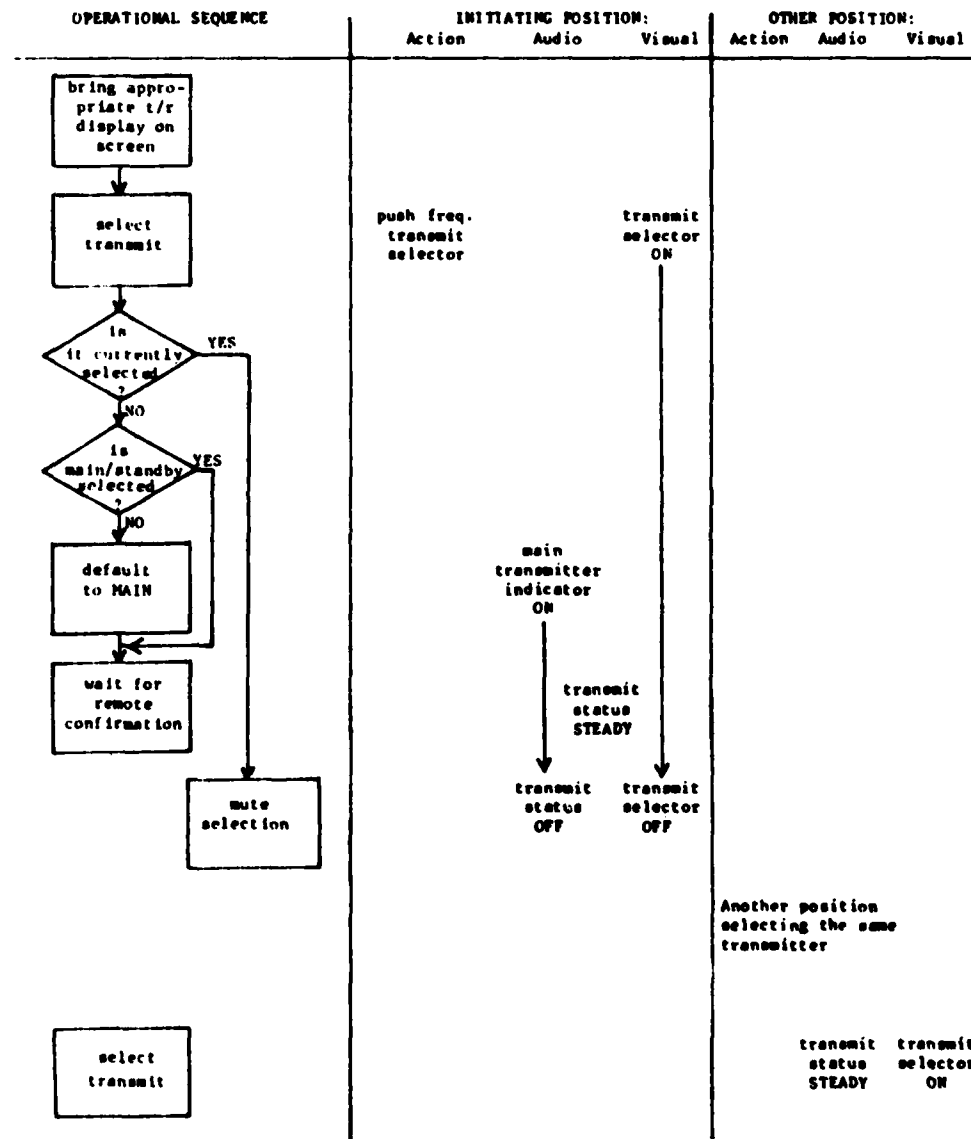 OPERATIONAL SEQUENCE
INITIATING POSITION:
Action Audio Visual
OTHER POSITION:
Action Audio Visual
bring appro-
priate t/r
display on
screen
select
transmit
push freq.
transmit
selector
transmit
selector
ON
is
it currently
selected
?
YES
NO
is
main/standby
selected
?
YES
NO
default
to MAIN
main
transmitter
indicator
ON
wait for
remote
confirmation
transmit
status
STEADY
mute
selection
transmit
status
OFF
transmit
selector
OFF
Another position
selecting the same
transmitter
select
transmit
transmit
status
STEADY
transmit
selector
ON